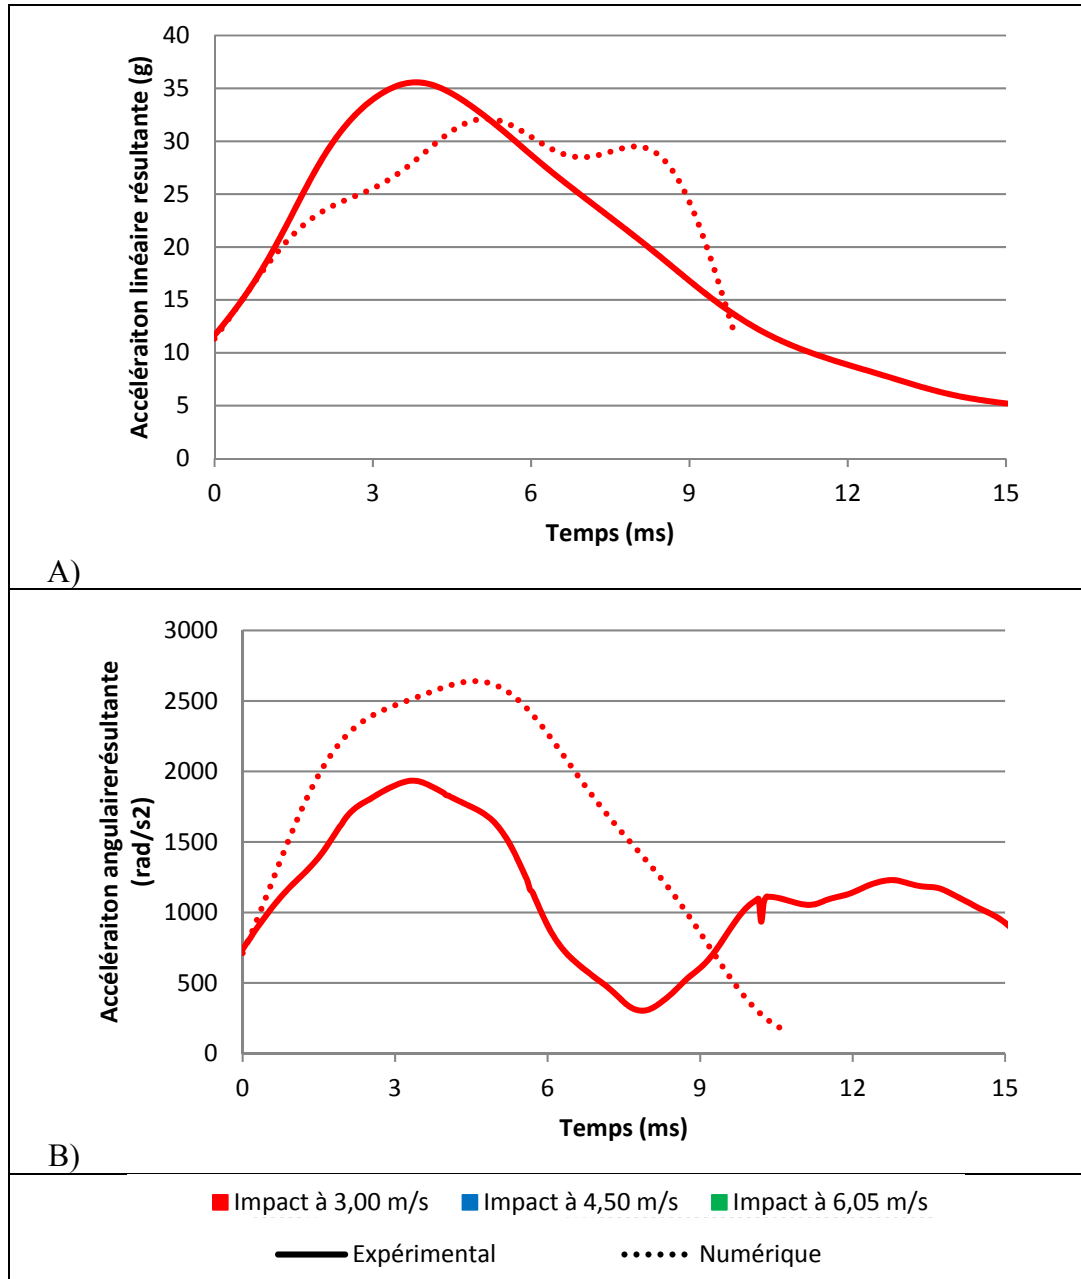 40
35
30
25
20
15
10
5
0
Accéléraiton linéaire résultante (g)
0 3 6 9 12 15
Temps (ms)
A)
3000
2500
2000
1500
1000
500
0
Accéléraiton angulairerésultante
(rad/s2)
0 3 6 9 12 15
Temps (ms)
B)
Impact à 3,00 m/s Impact à 4,50 m/s Impact à 6,05 m/s
Expérimental Numérique